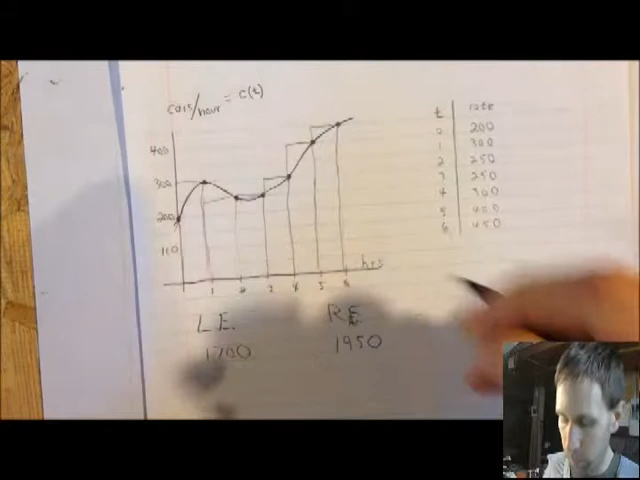 cars/hour = c(t)
400
300
200
100
1 2 3 4 5 6
hrs
t rate
0 200
1 300
2 250
3 250
4 300
5 400
6 450
L E. R E
1700 1950